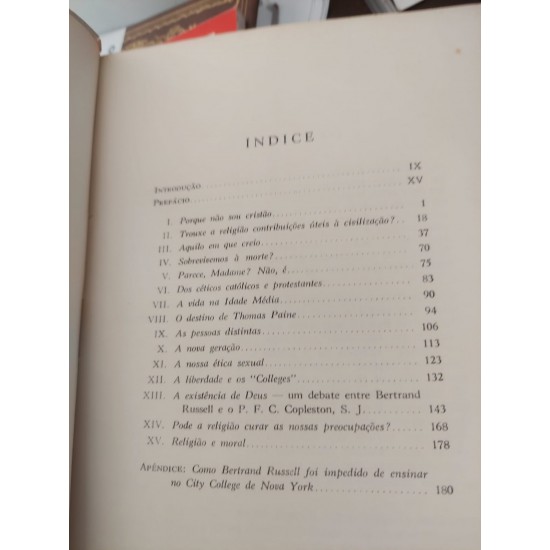 INDICE
INTRODUÇÃO .......... IX
PREFÁCIO .......... XV
I. Porque não sou cristão .......... 1
II. Trouxe a religião contribuições úteis à civilização? .. 18
III. Aquilo em que creio .......... 37
IV. Sobrevivemos à morte? .......... 70
V. Parece, Madame? Não, é .......... 75
VI. Dos céticos católicos e protestantes .......... 83
VII. A vida na Idade Média .......... 90
VIII. O destino de Thomas Paine .......... 94
IX. As pessoas distintas .......... 106
X. A nova geração .......... 113
XI. A nossa ética sexual .......... 123
XII. A liberdade e os "Colleges" .......... 132
XIII. A existência de Deus — um debate entre Bertrand
Russell e o P. F. C. Copleston, S. J. .......... 143
XIV. Pode a religião curar as nossas preocupações? .... 168
XV. Religião e moral .......... 178
APÊNDICE: Como Bertrand Russell foi impedido de ensinar
no City College de Nova York .......... 180